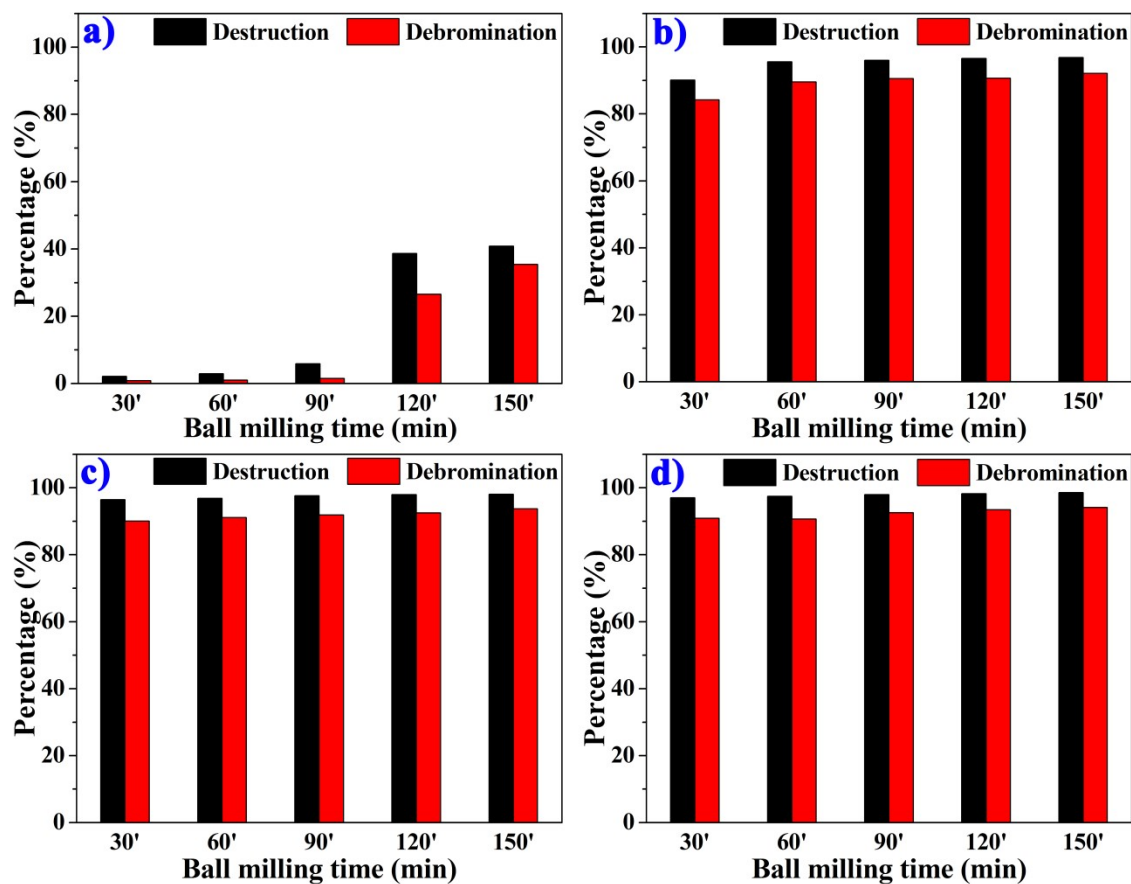 a)
Destruction Debromination
100
80
60
40
20
0
Percentage (%)
30' 60' 90' 120' 150'
Ball milling time (min)
b)
Destruction Debromination
100
80
60
40
20
0
Percentage (%)
30' 60' 90' 120' 150'
Ball milling time (min)
c)
Destruction Debromination
100
80
60
40
20
0
Percentage (%)
30' 60' 90' 120' 150'
Ball milling time (min)
d)
Destruction Debromination
100
80
60
40
20
0
Percentage (%)
30' 60' 90' 120' 150'
Ball milling time (min)